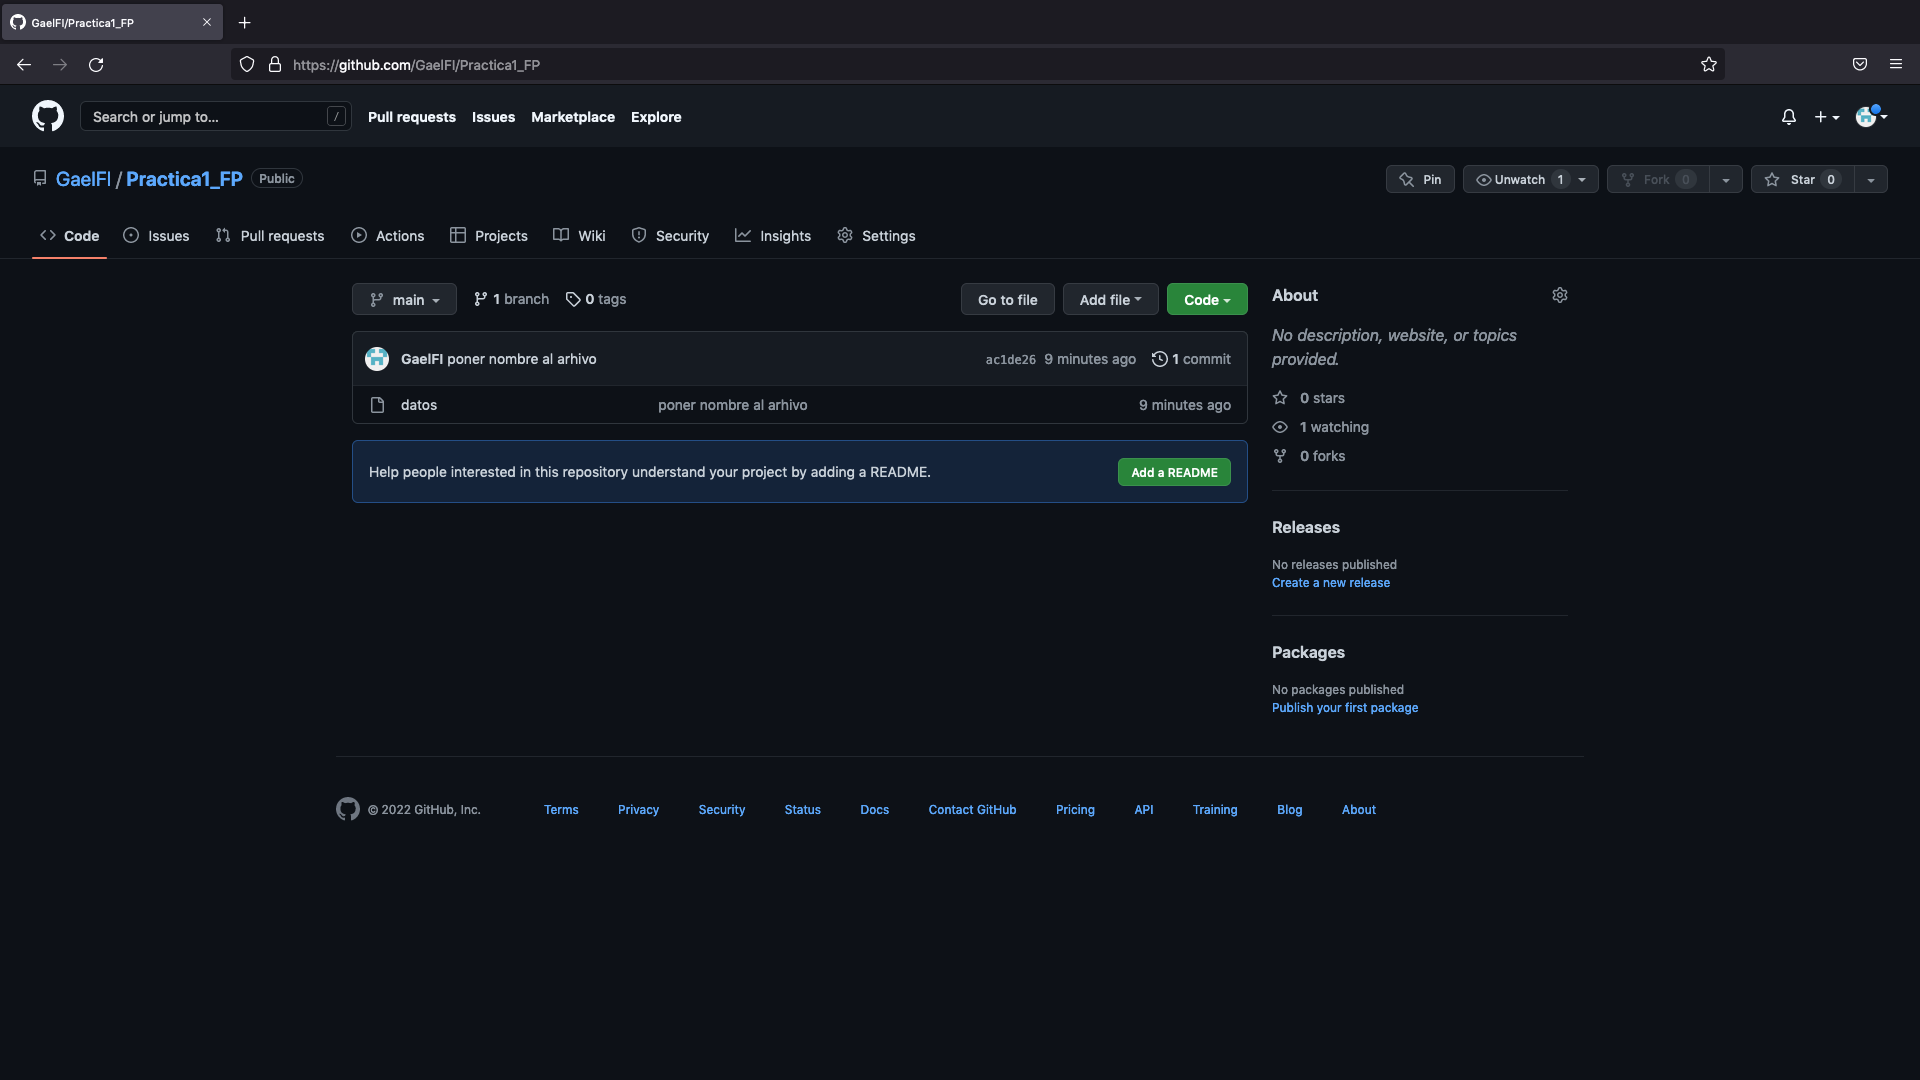 GaelFl/Practica1_FP
https://github.com/GaelFl/Practica1_FP
Search or jump to... /
Pull requests Issues Marketplace Explore
GaelFl / Practica1_FP Public
Pin Unwatch 1 Fork 0 Star 0
Code Issues Pull requests Actions Projects Wiki Security Insights Settings
main 1 branch 0 tags Go to file Add file Code
GaelFl poner nombre al arhivo ac1de26 9 minutes ago 1 commit
datos poner nombre al arhivo 9 minutes ago
Help people interested in this repository understand your project by adding a README. Add a README
About
No description, website, or topics
provided.
0 stars
1 watching
0 forks
Releases
No releases published
Create a new release
Packages
No packages published
Publish your first package
© 2022 GitHub, Inc. Terms Privacy Security Status Docs Contact GitHub Pricing API Training Blog About